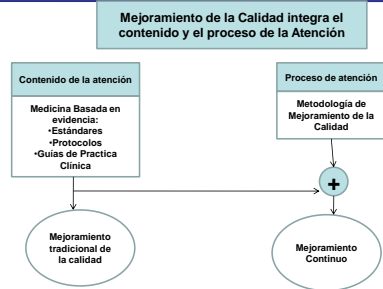 Mejoramiento de la Calidad integra el
contenido y el proceso de la Atención
Contenido de la atención
Medicina Basada en
evidencia:
•Estándares
•Protocolos
•Guías de Practica
Clínica
Proceso de atención
Metodología de
Mejoramiento de la
Calidad
+
Mejoramiento
tradicional de
la calidad
Mejoramiento
Continuo